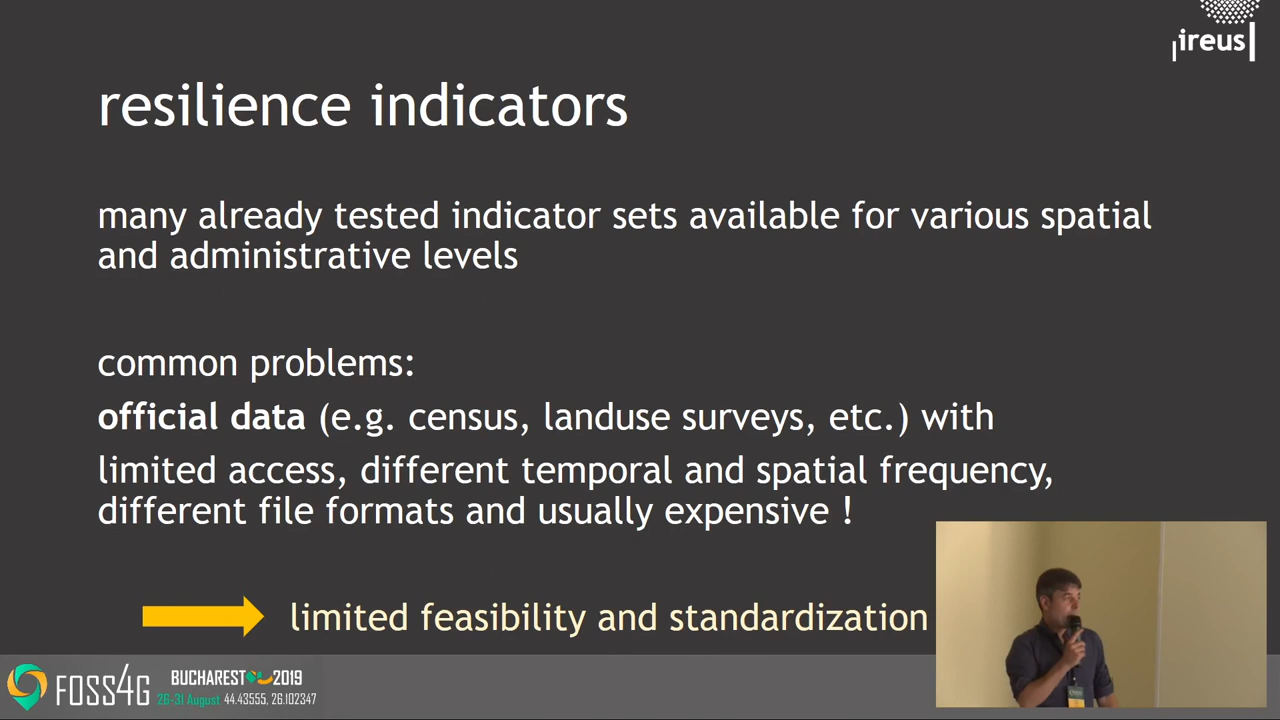 ireus
resilience indicators
many already tested indicator sets available for various spatial
and administrative levels
common problems:
official data (e.g. census, landuse surveys, etc.) with
limited access, different temporal and spatial frequency,
different file formats and usually expensive !
limited feasibility and standardization
FOSS4G
BUCHAREST 2019
26-31 August 44.43555, 26.102347